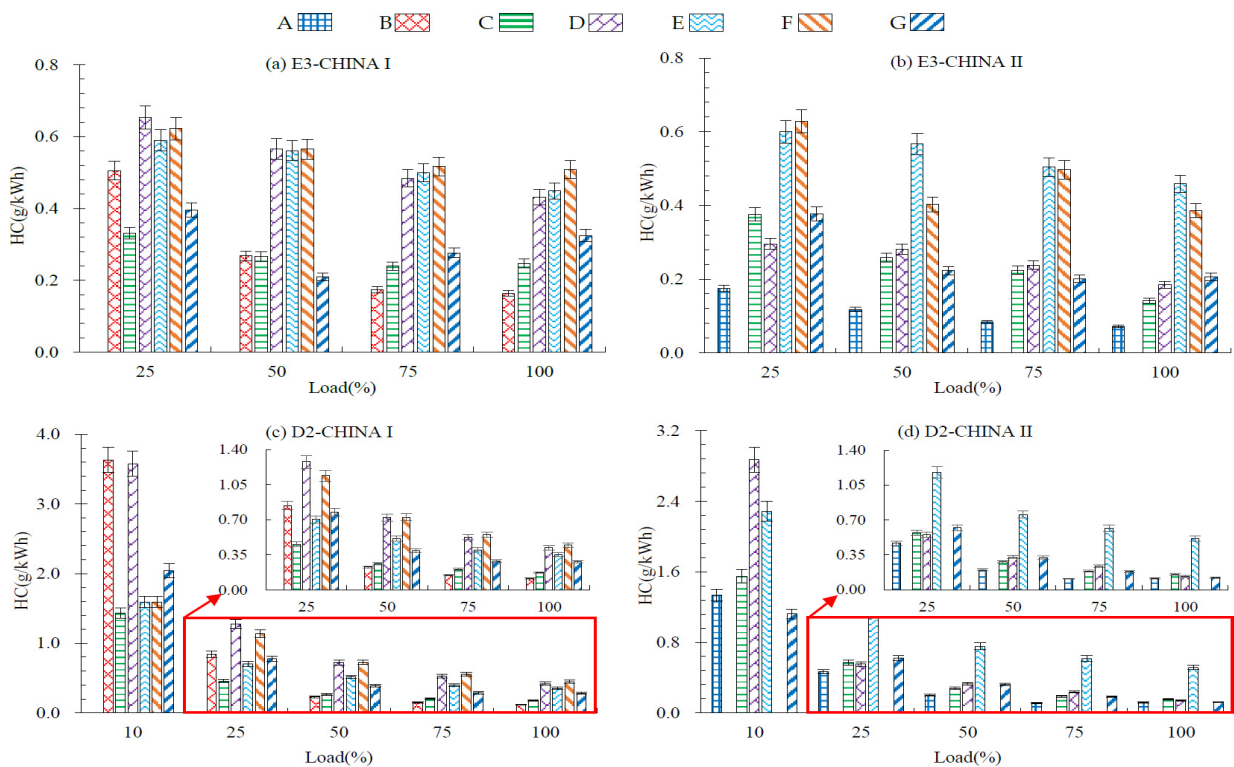 A B C D E F G
(a) E3-CHINA I
HC(g/kWh)
0.8
0.6
0.4
0.2
0.0
25 50 75 100
Load(%)
(b) E3-CHINA II
HC(g/kWh)
0.8
0.6
0.4
0.2
0.0
25 50 75 100
Load(%)
(c) D2-CHINA I
HC(g/kWh)
4.0
3.0
2.0
1.0
0.0
1.40
1.05
0.70
0.35
0.00
25 50 75 100
10 25 50 75 100
Load(%)
(d) D2-CHINA II
HC(g/kWh)
3.2
2.4
1.6
0.8
0.0
1.40
1.05
0.70
0.35
0.00
25 50 75 100
10 25 50 75 100
Load(%)